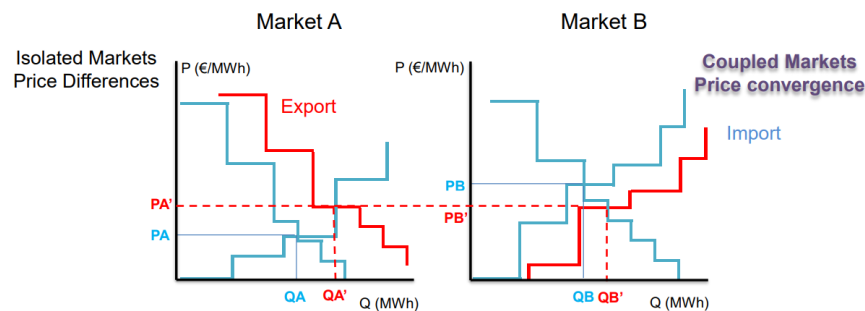 Market A
Market B
Isolated Markets
Price Differences
P (€/MWh)
P (€/MWh)
Coupled Markets
Price convergence
Export
Import
PA'
PA
PB
PB'
QA
QA'
Q (MWh)
QB
QB'
Q (MWh)